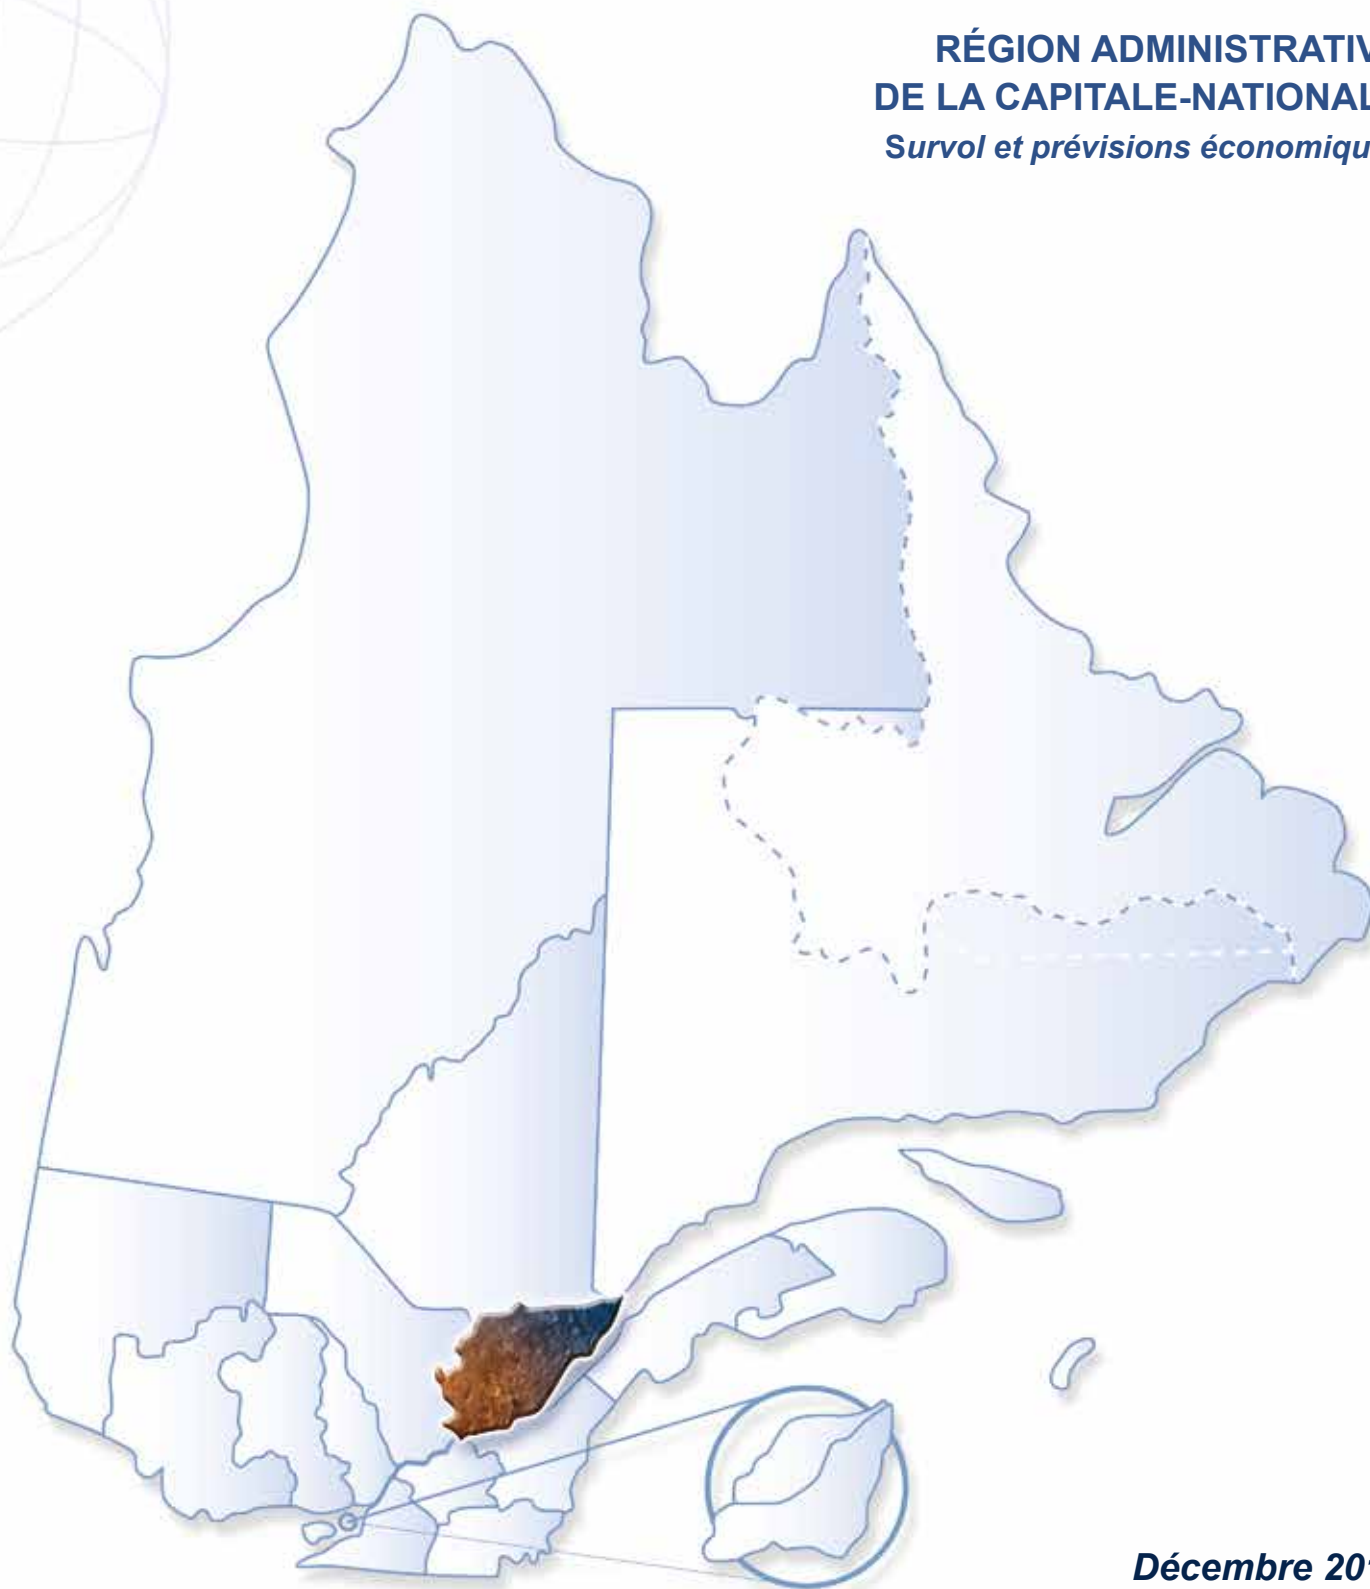 RÉGION ADMINISTRATIV
DE LA CAPITALE-NATIONAL
Survol et prévisions économiqu
Décembre 20